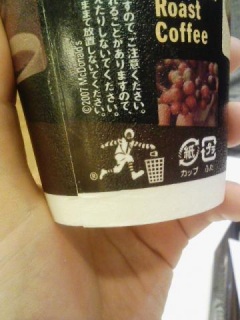 Roast
Coffee
すので、ご注意ください。
れることがありますので、
えたりしないでください。
まま放置しないでください。
©2007 McDonald's
®
紙
カップ
プラ
ふた